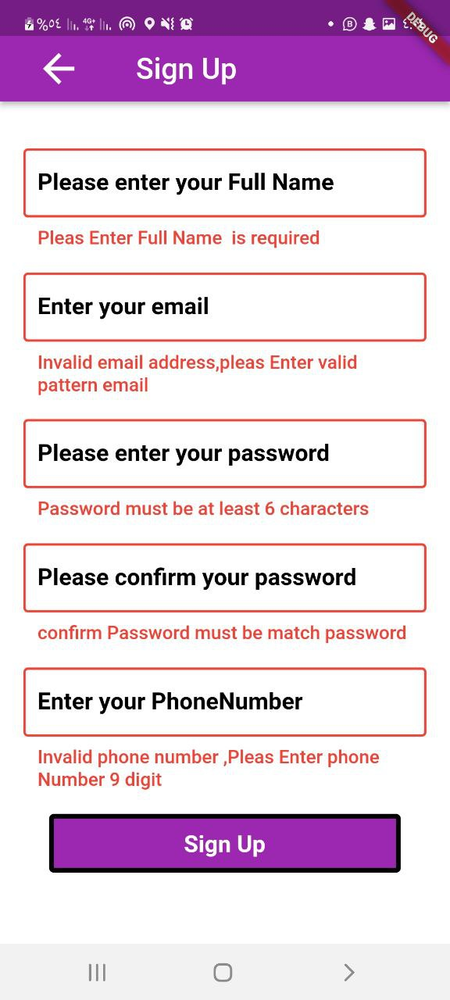 %٥٤ 4G+
DEBUG
Sign Up
Please enter your Full Name
Pleas Enter Full Name  is required
Enter your email
Invalid email address,pleas Enter valid
pattern email
Please enter your password
Password must be at least 6 characters
Please confirm your password
confirm Password must be match password
Enter your PhoneNumber
Invalid phone number ,Pleas Enter phone
Number 9 digit
Sign Up